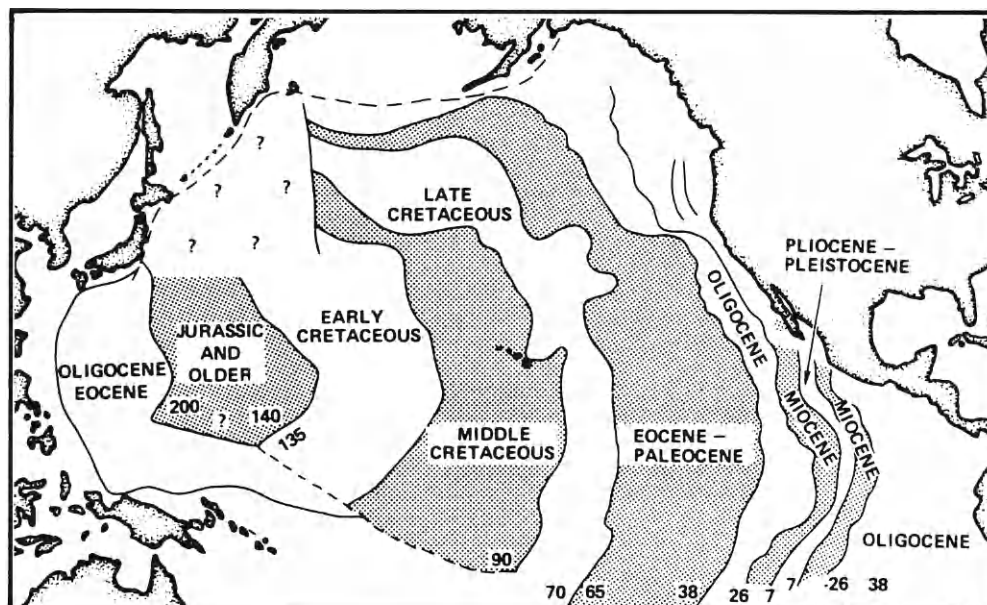 ?
?
?
?
LATE
CRETACEOUS
PLIOCENE –
PLEISTOCENE
OLIGOCENE
EARLY
CRETACEOUS
JURASSIC
AND
OLDER
OLIGOCENE
EOCENE
200
?
140
135
MIDDLE
CRETACEOUS
EOCENE –
PALEOCENE
MIOCENE
MIOCENE
OLIGOCENE
90
70
65
38
26
7
7
-26
38